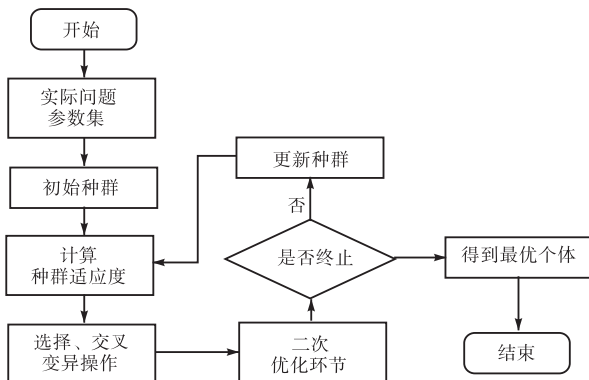 开始
实际问题
参数集
初始种群
计算
种群适应度
选择、交叉
变异操作
二次
优化环节
是否终止
否
更新种群
得到最优个体
结束